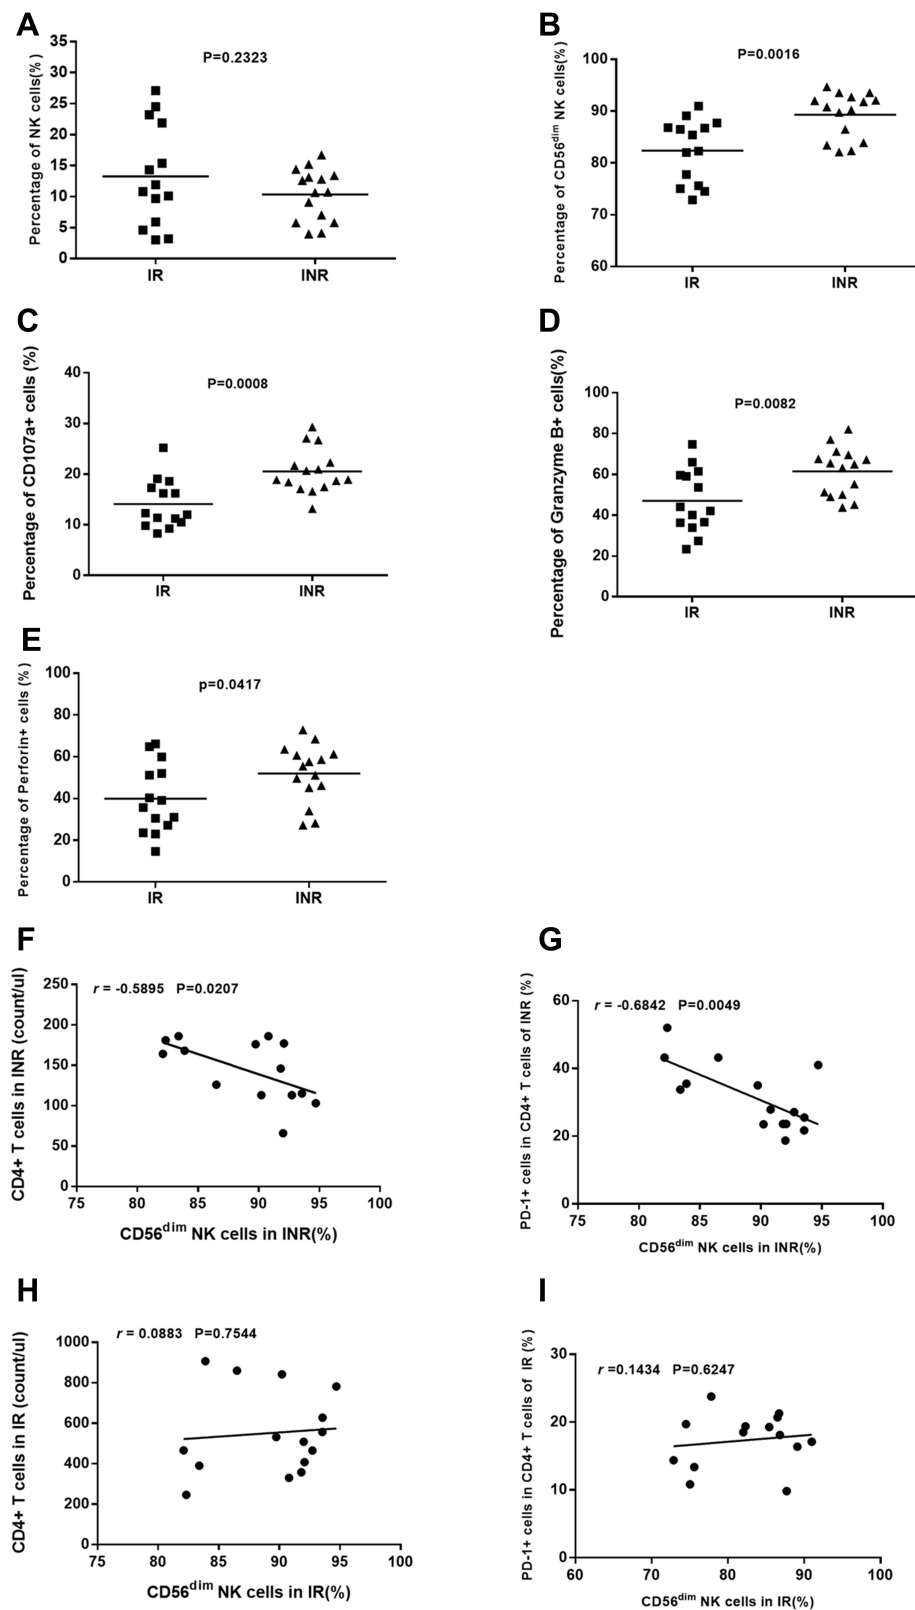 A
Percentage of NK cells(%)
35
30
25
20
15
10
5
0
P=0.2323
IR
INR
B
Percentage of CD56dim NK cells(%)
100
90
80
70
60
P=0.0016
IR
INR
C
Percentage of CD107a+ cells (%)
40
30
20
10
0
P=0.0008
IR
INR
D
Percentage of Granzyme B+ cells(%)
100
80
60
40
20
0
P=0.0082
IR
INR
E
Percentage of Perforin+ cells (%)
100
80
60
40
20
0
p=0.0417
IR
INR
F
CD4+ T cells in INR (count/ul)
250
200
150
100
50
0
r = -0.5895 P=0.0207
75 80 85 90 95 100
CD56dim NK cells in INR(%)
G
PD-1+ cells in CD4+ T cells of INR (%)
60
40
20
0
r = -0.6842 P=0.0049
75 80 85 90 95 100
CD56dim NK cells in INR(%)
H
CD4+ T cells in IR (count/ul)
1000
800
600
400
200
0
r = 0.0883 P=0.7544
75 80 85 90 95 100
CD56dim NK cells in IR(%)
I
PD-1+ cells in CD4+ T cells of IR (%)
30
20
10
0
r =0.1434 P=0.6247
60 70 80 90 100
CD56dim NK cells in IR(%)